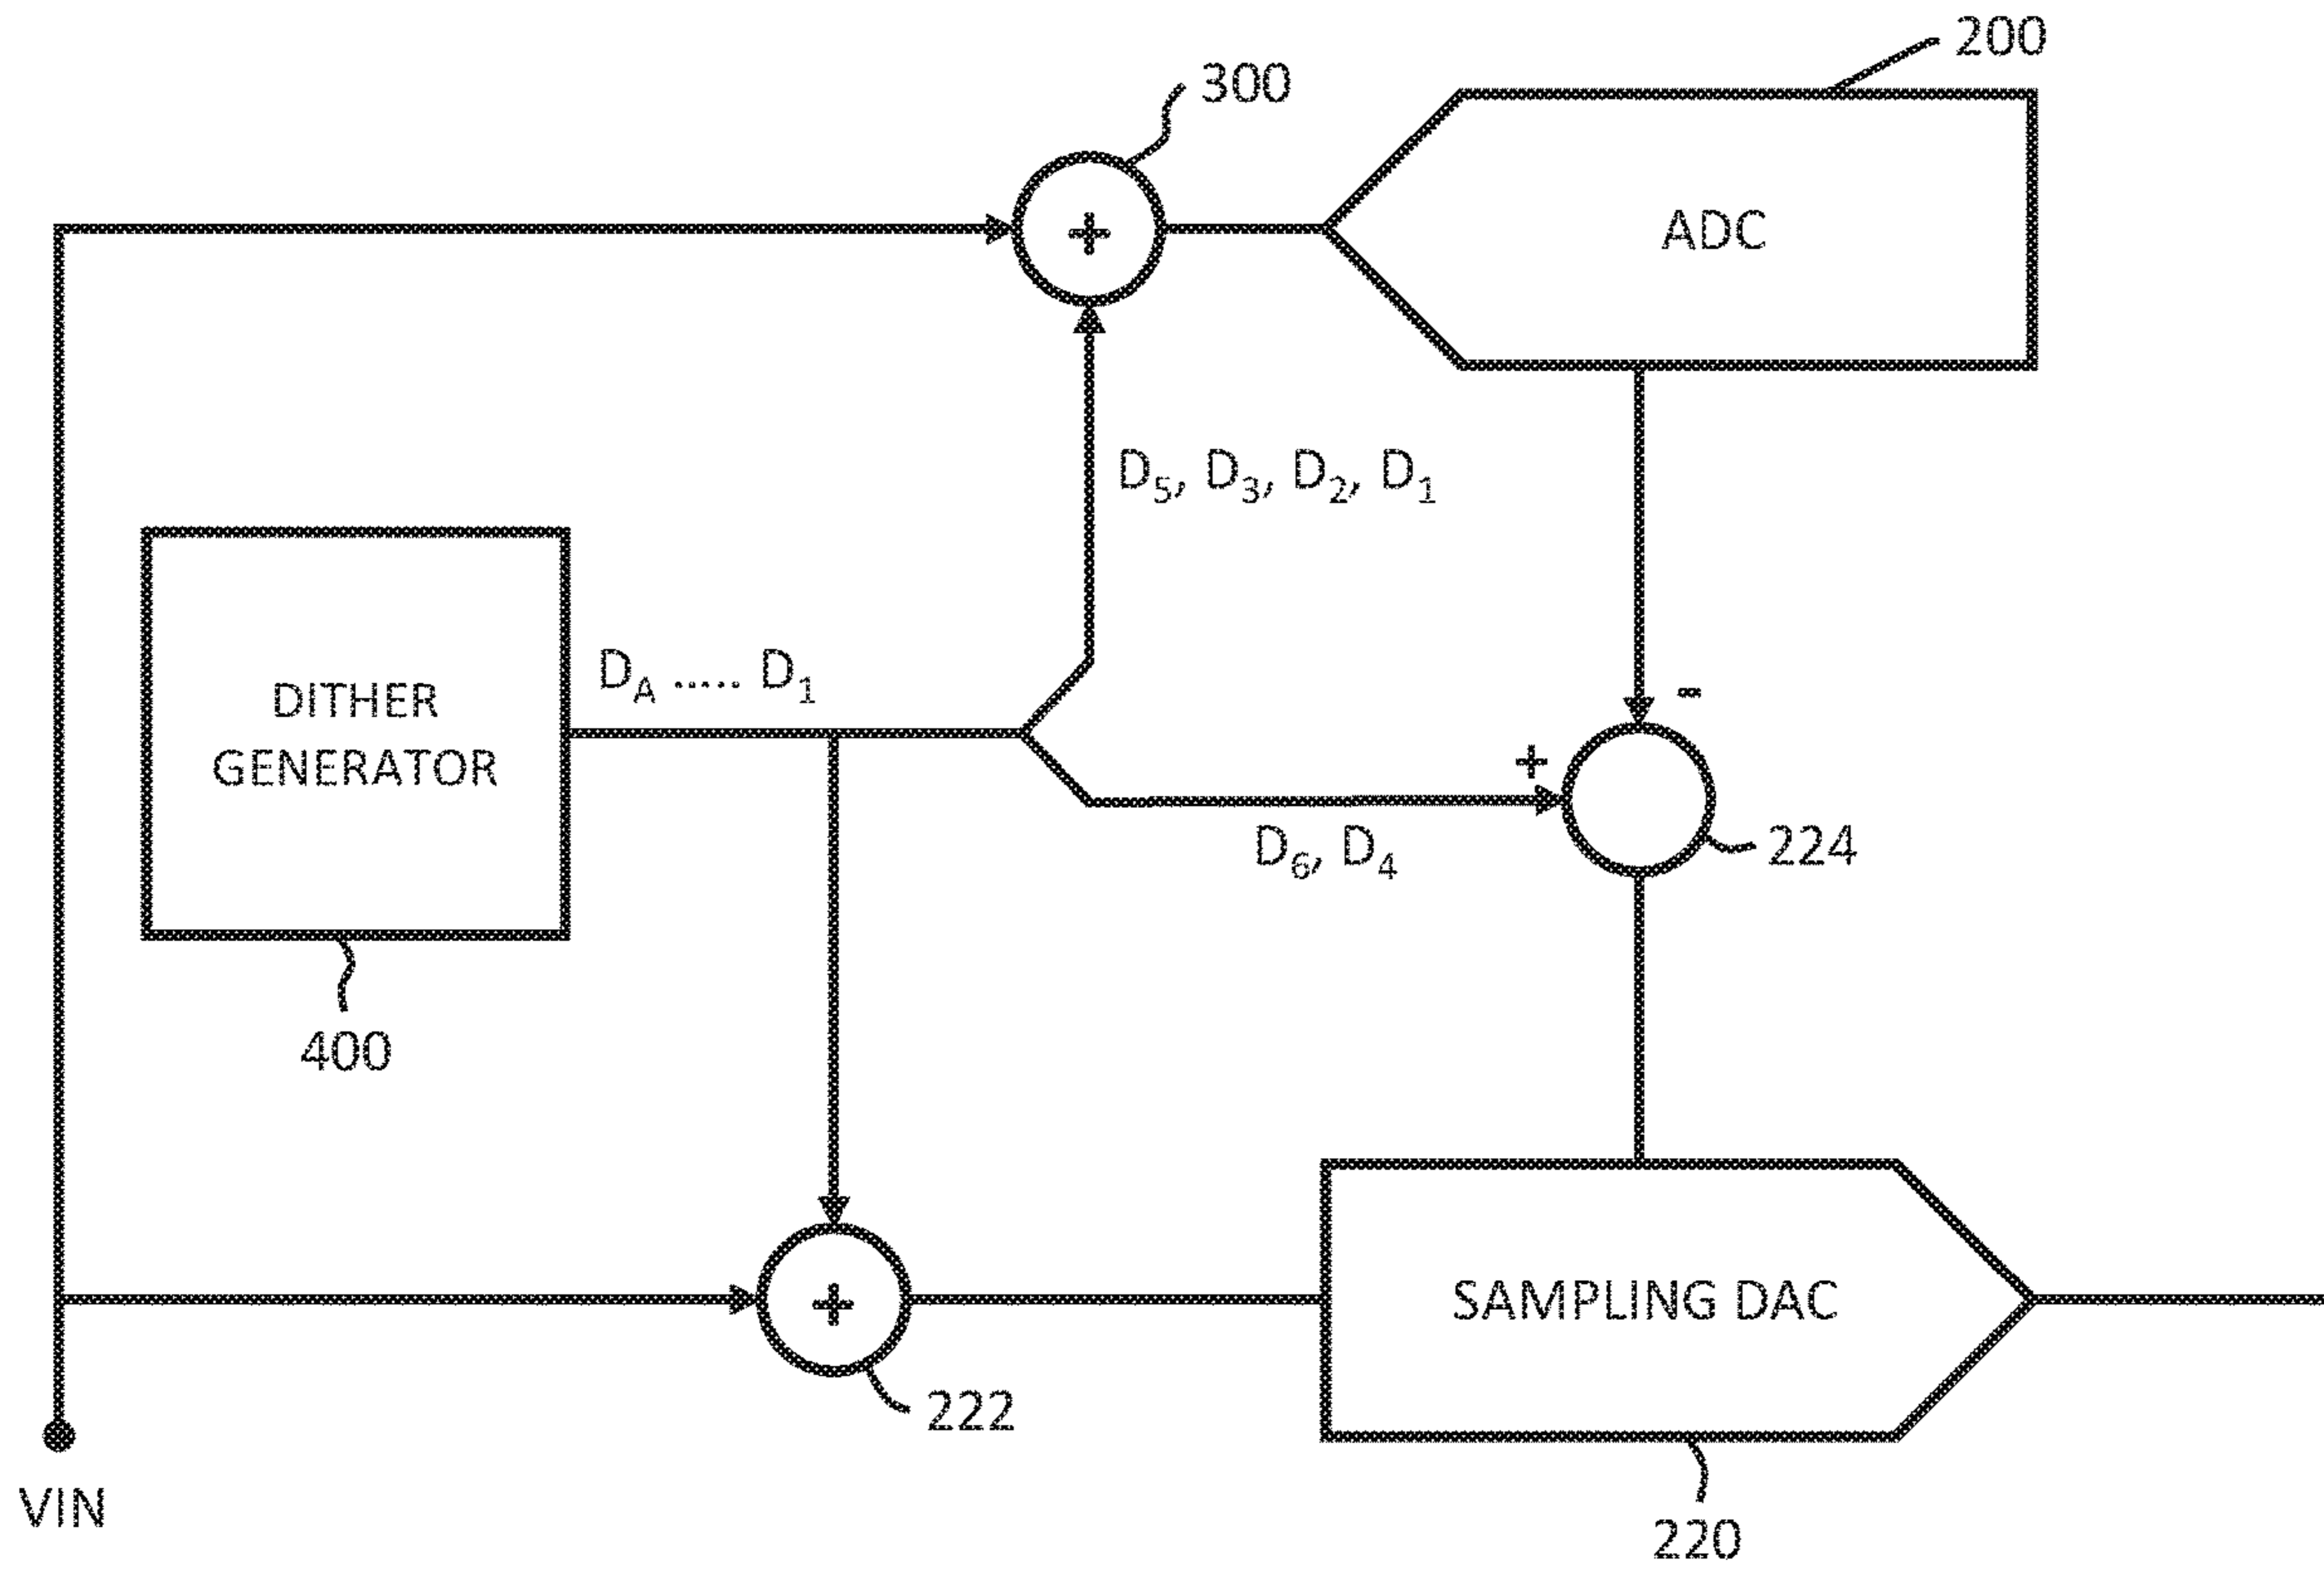 200
300
+
ADC
D5, D3, D2, D1
DA ..... D1
DITHER
GENERATOR
-
+
D6, D4
224
400
+
SAMPLING DAC
222
VIN
220